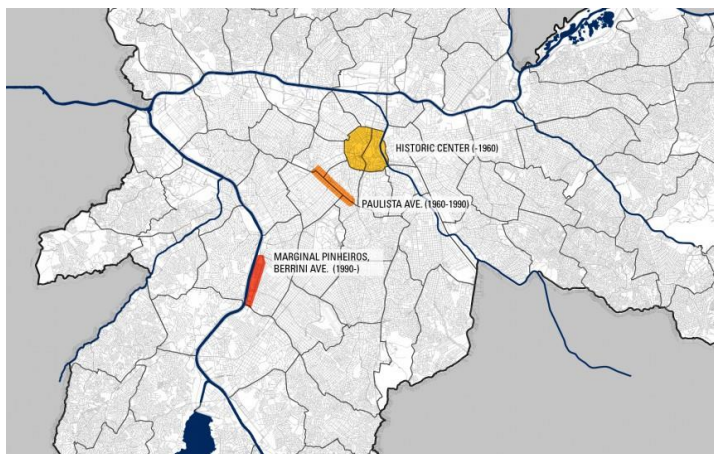 HISTORIC CENTER (-1960)
PAULISTA AVE. (1960-1990)
MARGINAL PINHEIROS,
BERRINI AVE. (1990-)